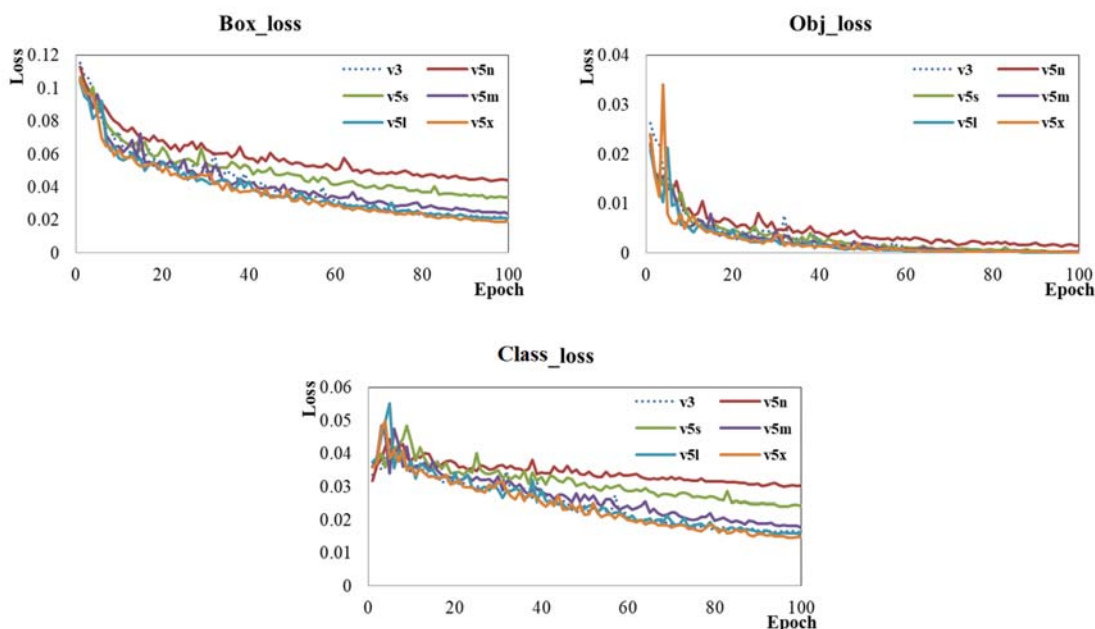 Box_loss
Loss
0.12
0.1
0.08
0.06
0.04
0.02
0
v3 v5n
v5s v5m
v5l v5x
0 20 40 60 80 100
Epoch
Obj_loss
Loss
0.04
0.03
0.02
0.01
0
v3 v5n
v5s v5m
v5l v5x
0 20 40 60 80 100
Epoch
Class_loss
Loss
0.06
0.05
0.04
0.03
0.02
0.01
0
v3 v5n
v5s v5m
v5l v5x
0 20 40 60 80 100
Epoch